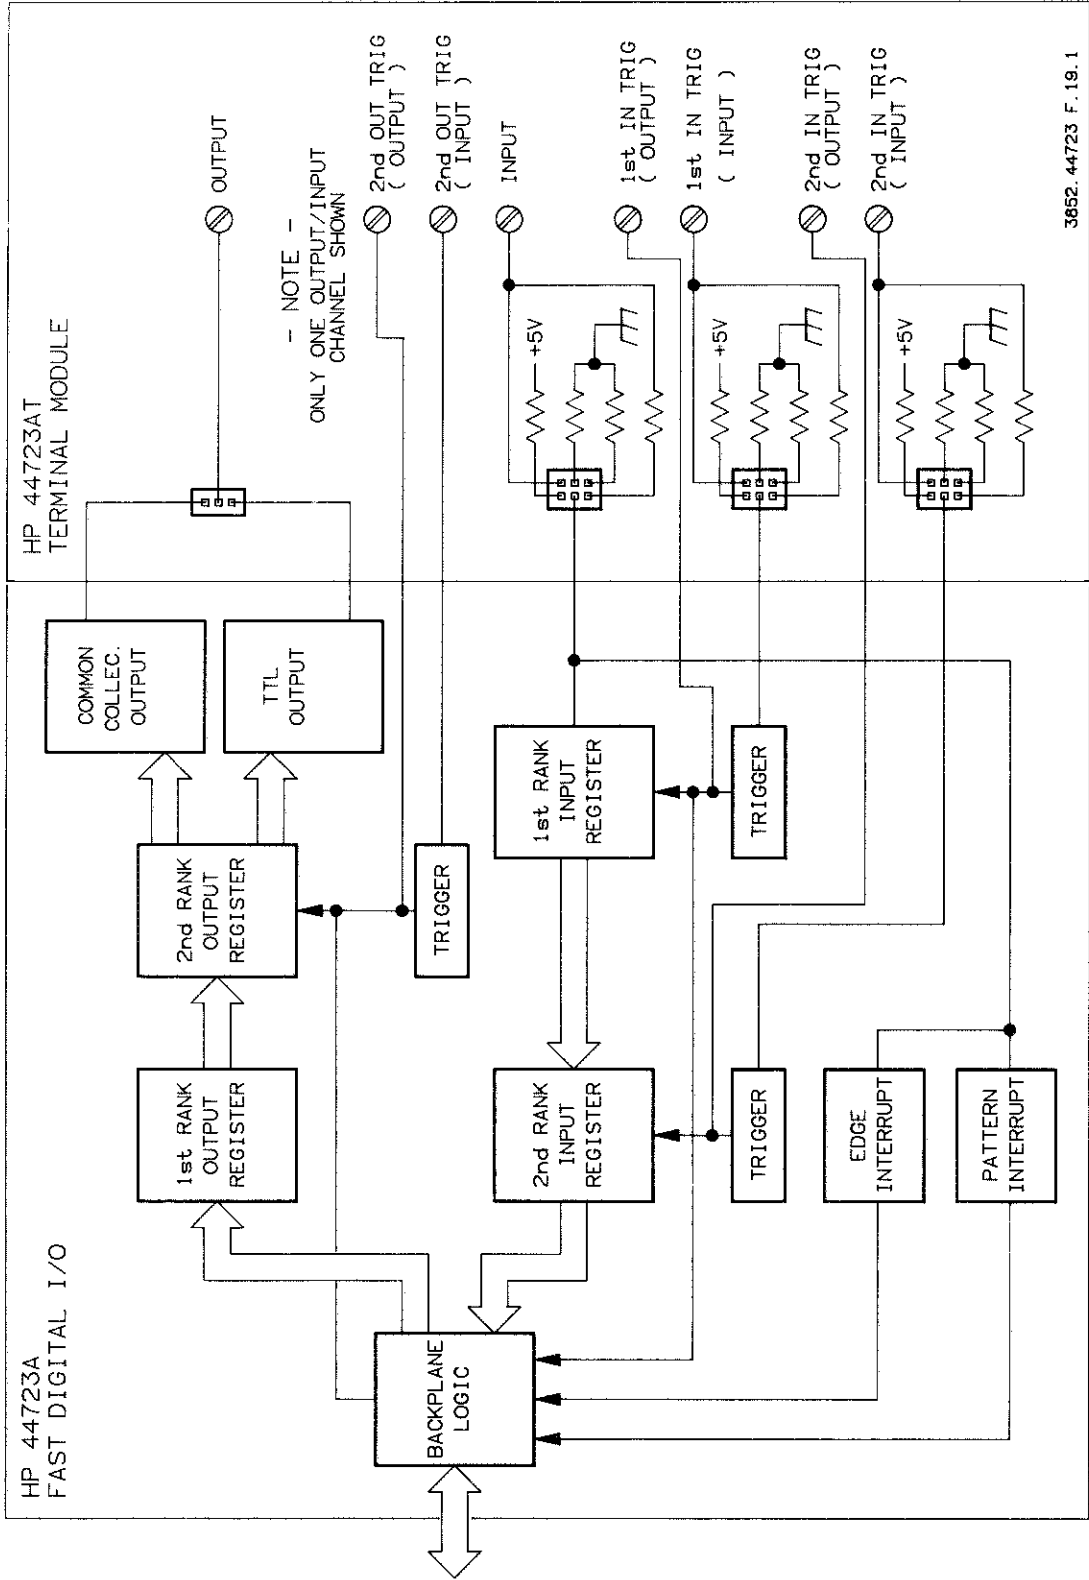 HP 44723A
FAST DIGITAL I/O
HP 44723AT
TERMINAL MODULE
BACKPLANE
LOGIC
1st RANK
OUTPUT
REGISTER
2nd RANK
OUTPUT
REGISTER
COMMON
COLLEC.
OUTPUT
TTL
OUTPUT
TRIGGER
OUTPUT
- NOTE -
ONLY ONE OUTPUT/INPUT
CHANNEL SHOWN
2nd OUT TRIG
( OUTPUT )
2nd OUT TRIG
( INPUT )
2nd RANK
INPUT
REGISTER
1st RANK
INPUT
REGISTER
+5V
INPUT
1st IN TRIG
( OUTPUT )
TRIGGER
TRIGGER
+5V
1st IN TRIG
( INPUT )
2nd IN TRIG
( OUTPUT )
EDGE
INTERRUPT
+5V
2nd IN TRIG
( INPUT )
PATTERN
INTERRUPT
3852.44723 F.19.1